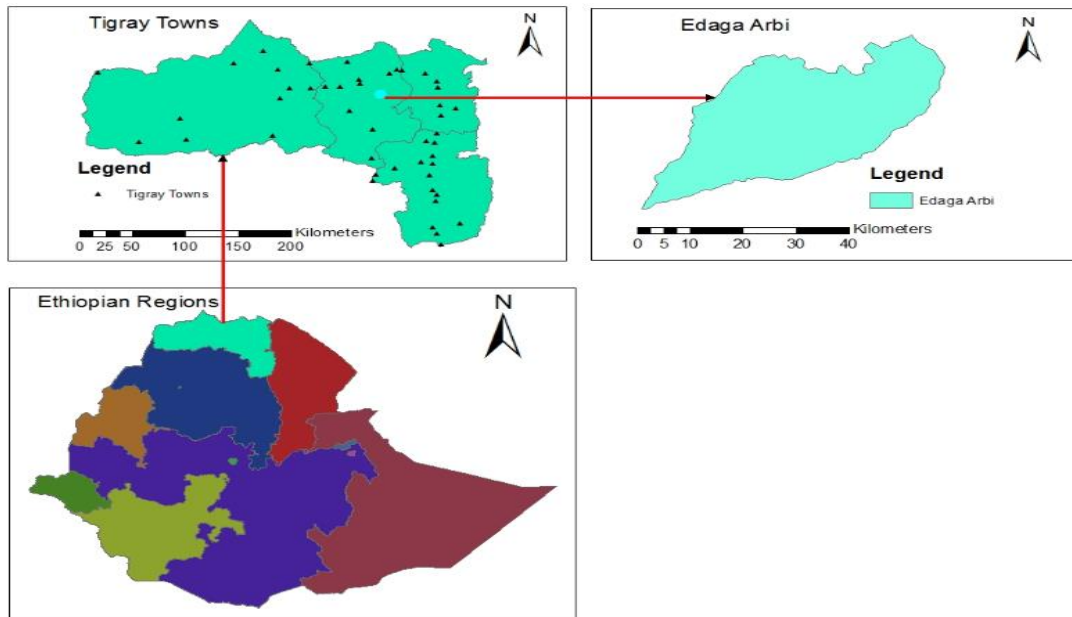 Tigray Towns
N
Legend
Tigray Towns
Kilometers
0 25 50 100 150 200
Edaga Arbi
N
Legend
Edaga Arbi
Kilometers
0 5 10 20 30 40
Ethiopian Regions
N